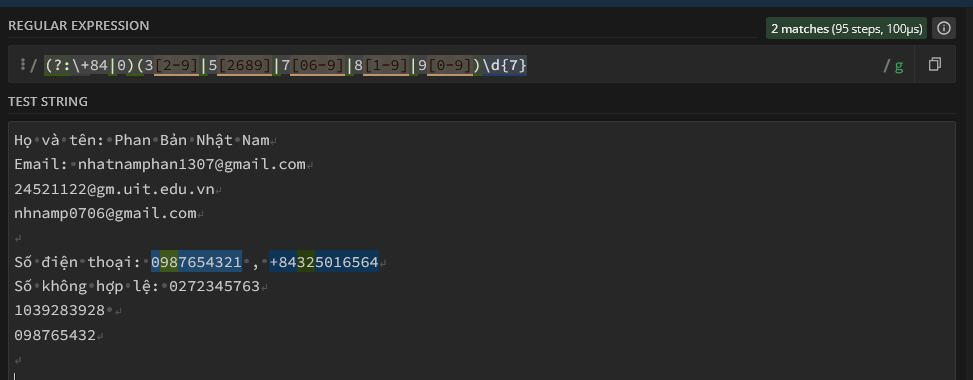 REGULAR EXPRESSION
2 matches (95 steps, 100µs)
/ (?:\+84|0)(3[2-9]|5[2689]|7[06-9]|8[1-9]|9[0-9])\d{7} / g
TEST STRING
Họ và tên: Phan Bản Nhật Nam
Email: nhatnamphan1307@gmail.com
24521122@gm.uit.edu.vn
nhnamp0706@gmail.com
Số điện thoại: 0987654321 , +84325016564
Số không hợp lệ: 0272345763
1039283928
098765432